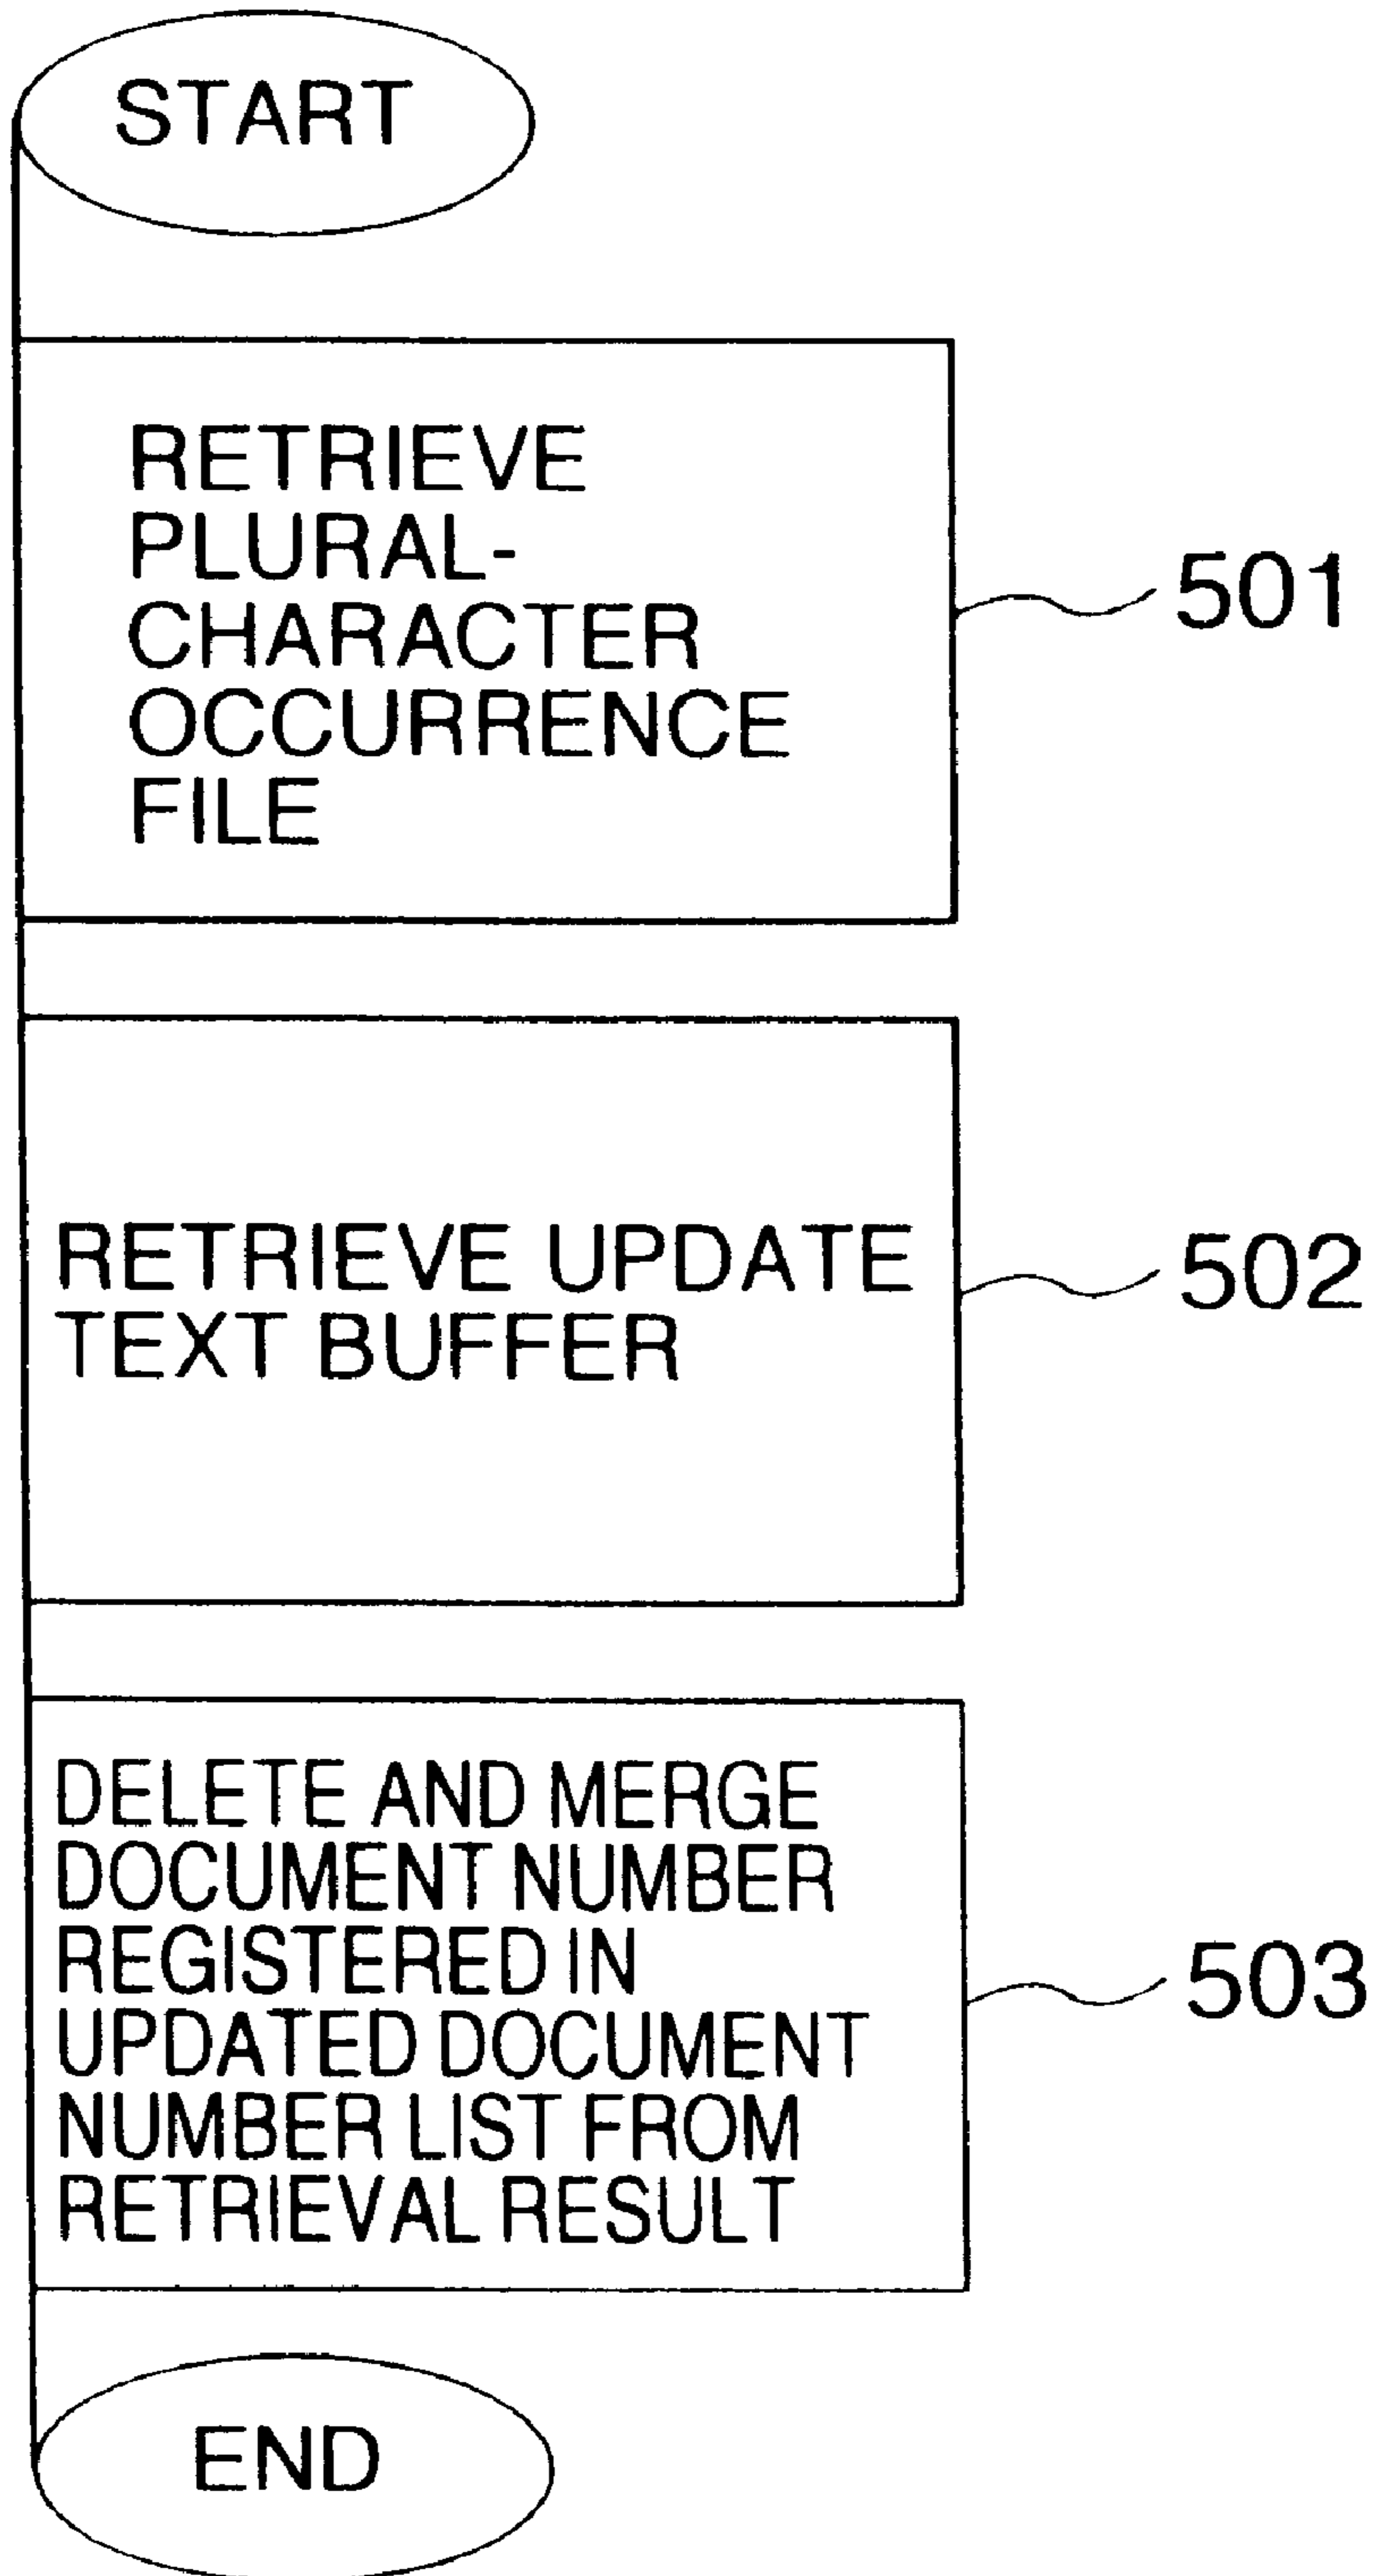 START
RETRIEVE
PLURAL-
CHARACTER
OCCURRENCE
FILE
501
RETRIEVE UPDATE
TEXT BUFFER
502
DELETE AND MERGE
DOCUMENT NUMBER
REGISTERED IN
UPDATED DOCUMENT
NUMBER LIST FROM
RETRIEVAL RESULT
503
END